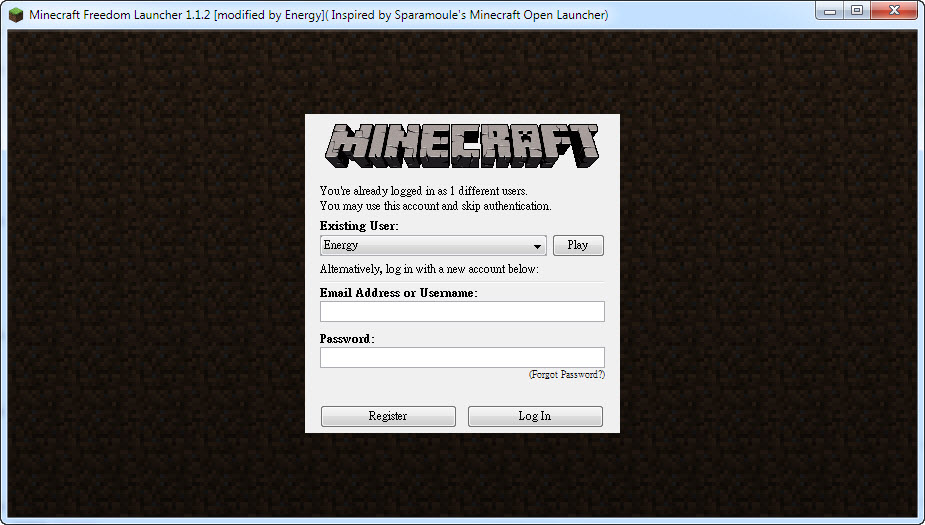 Minecraft Freedom Launcher 1.1.2 [modified by Energy]( Inspired by Sparamoule's Minecraft Open Launcher)
MINECRAFT
You're already logged in as 1 different users.
You may use this account and skip authentication.
Existing User:
Energy
Play
Alternatively, log in with a new account below:
Email Address or Username:
Password:
(Forgot Password?)
Register
Log In